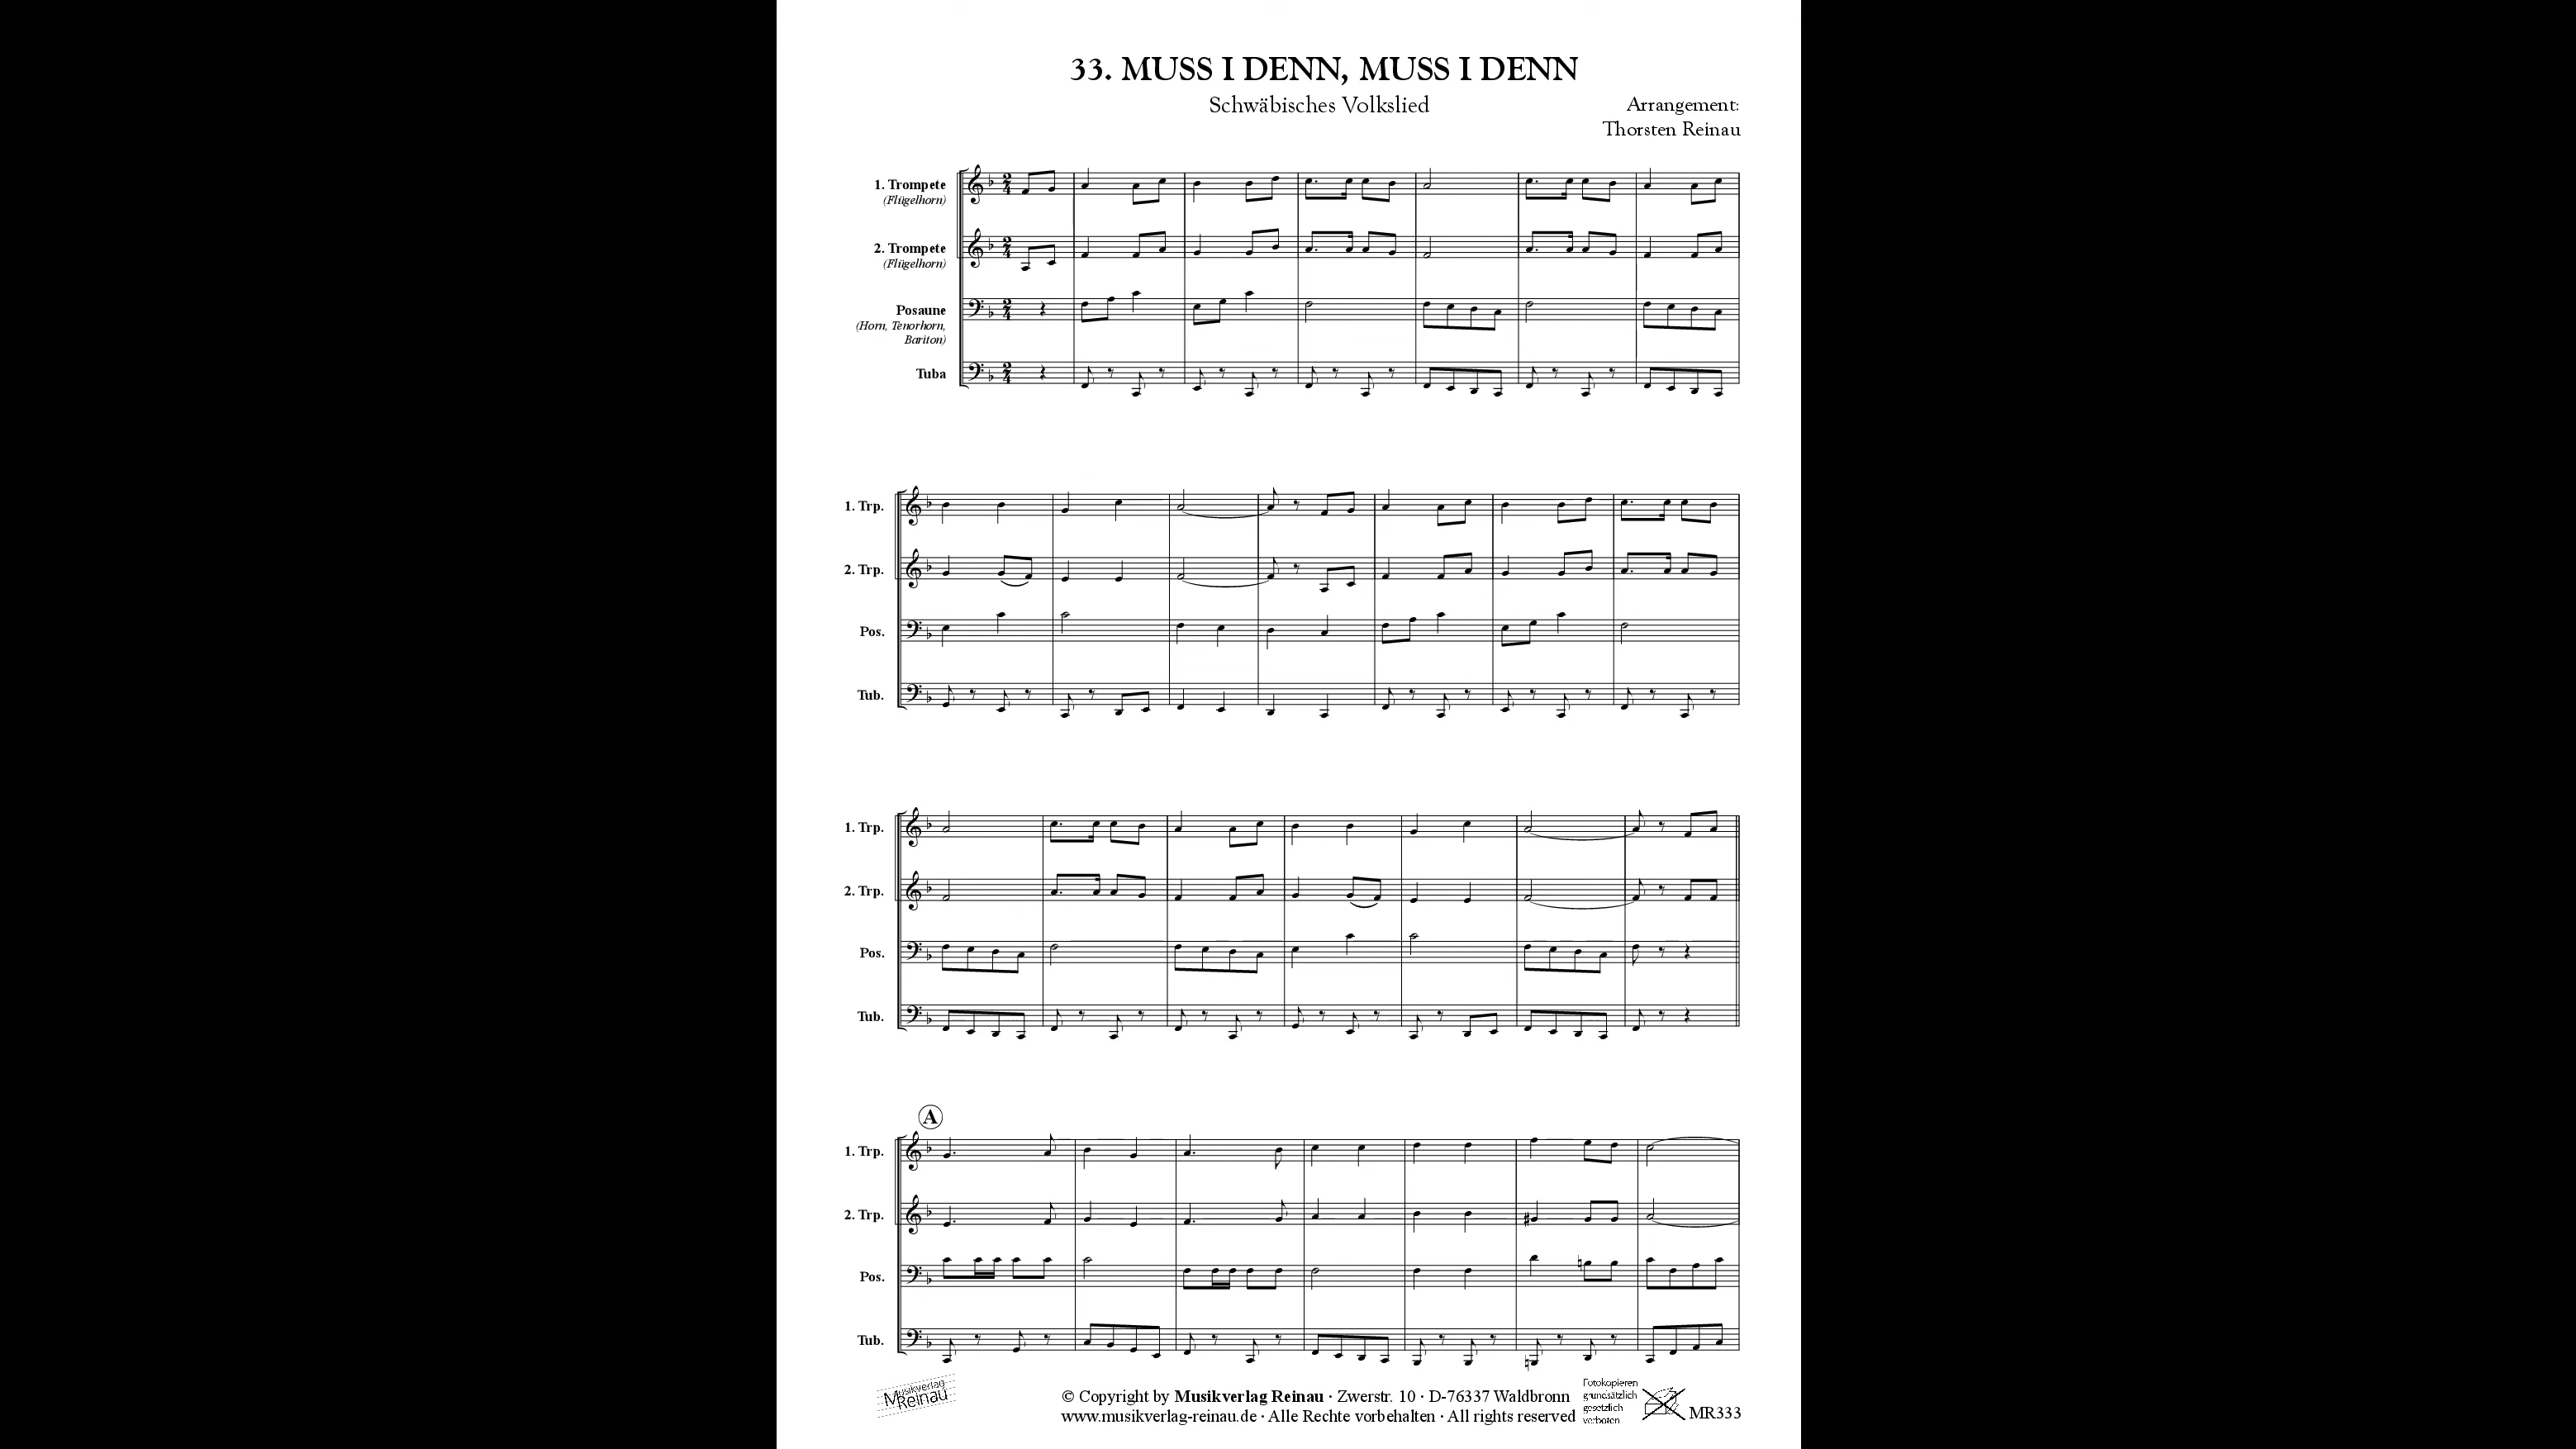 33. MUSS I DENN, MUSS I DENN
Schwäbisches Volkslied
Arrangement:
Thorsten Reinau
1. Trompete
(Flügelhorn)
2. Trompete
(Flügelhorn)
Posaune
(Horn, Tenorhorn,
Bariton)
Tuba
1. Trp.
2. Trp.
Pos.
Tub.
1. Trp.
2. Trp.
Pos.
Tub.
A
1. Trp.
2. Trp.
Pos.
Tub.
Musikverlag
Reinau
© Copyright by Musikverlag Reinau · Zwerstr. 10 · D-76337 Waldbronn
www.musikverlag-reinau.de · Alle Rechte vorbehalten · All rights reserved
Fotokopieren
grundsätzlich
gesetzlich
verboten
MR333